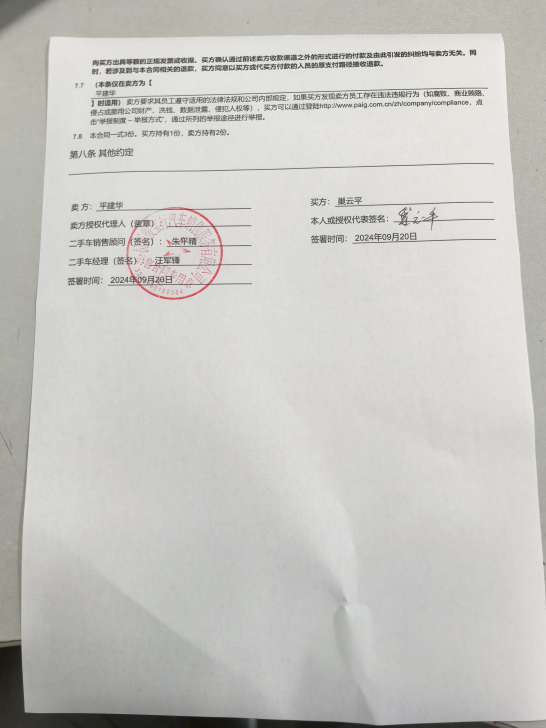 向买方出具等额的正规发票或收据。买方确认通过前述卖方收款渠道之外的形式进行的付款及由此引发的纠纷均与卖方无关。同
时，若涉及到与本合同相关的退款，买方同意以买方或代买方付款的人员的原支付路径接收退款。
7.7 （本条仅在卖方为【
平建华
】时适用）卖方要求其员工遵守适用的法律法规和公司内部规定，如果买方发现卖方员工存在违法违规行为（如腐败、商业贿赂、
侵占或挪用公司财产、洗钱、数据泄露、侵犯人权等），买方可以通过登陆http://www.paig.com.cn/zh/company/compliance，点
击“举报制度－举报方式”，通过所列的举报途径进行举报。
7.8 本合同一式3份。买方持有1份，卖方持有2份。
第八条 其他约定
卖 方： 平建华
买方： 巢云平
卖方授权代理人（盖章）
本人或授权代表签名： 巢云平
二手车销售顾问（签名）： 朱平精
签署时间： 2024年09月20日
二手车经理（签名） 汪军锋
签署时间： 2024年09月20日